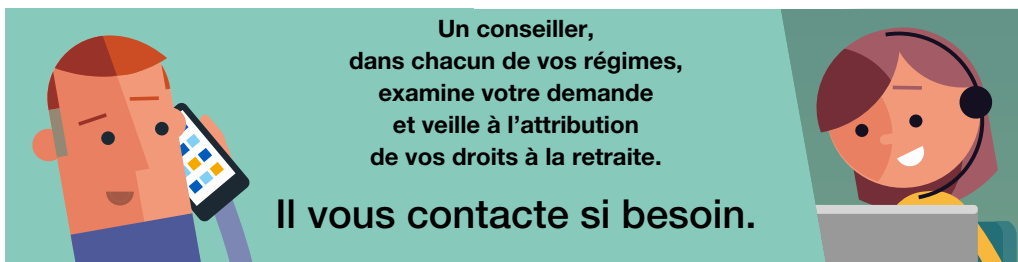 Un conseiller,
dans chacun de vos régimes,
examine votre demande
et veille à l’attribution
de vos droits à la retraite.
Il vous contacte si besoin.